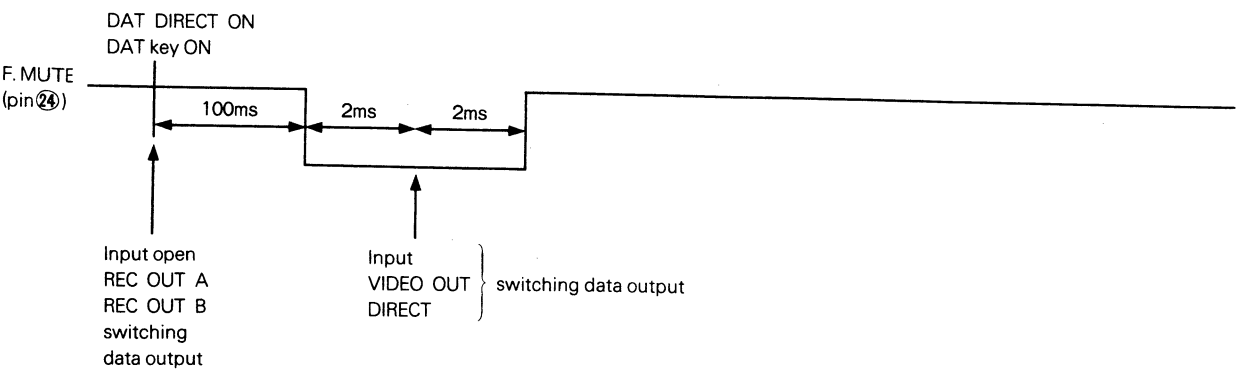 DAT DIRECT ON
DAT key ON
F. MUTE
(pin㉔)
100ms
2ms
2ms
Input open
REC OUT A
REC OUT B
switching
data output
Input
VIDEO OUT
DIRECT
switching data output